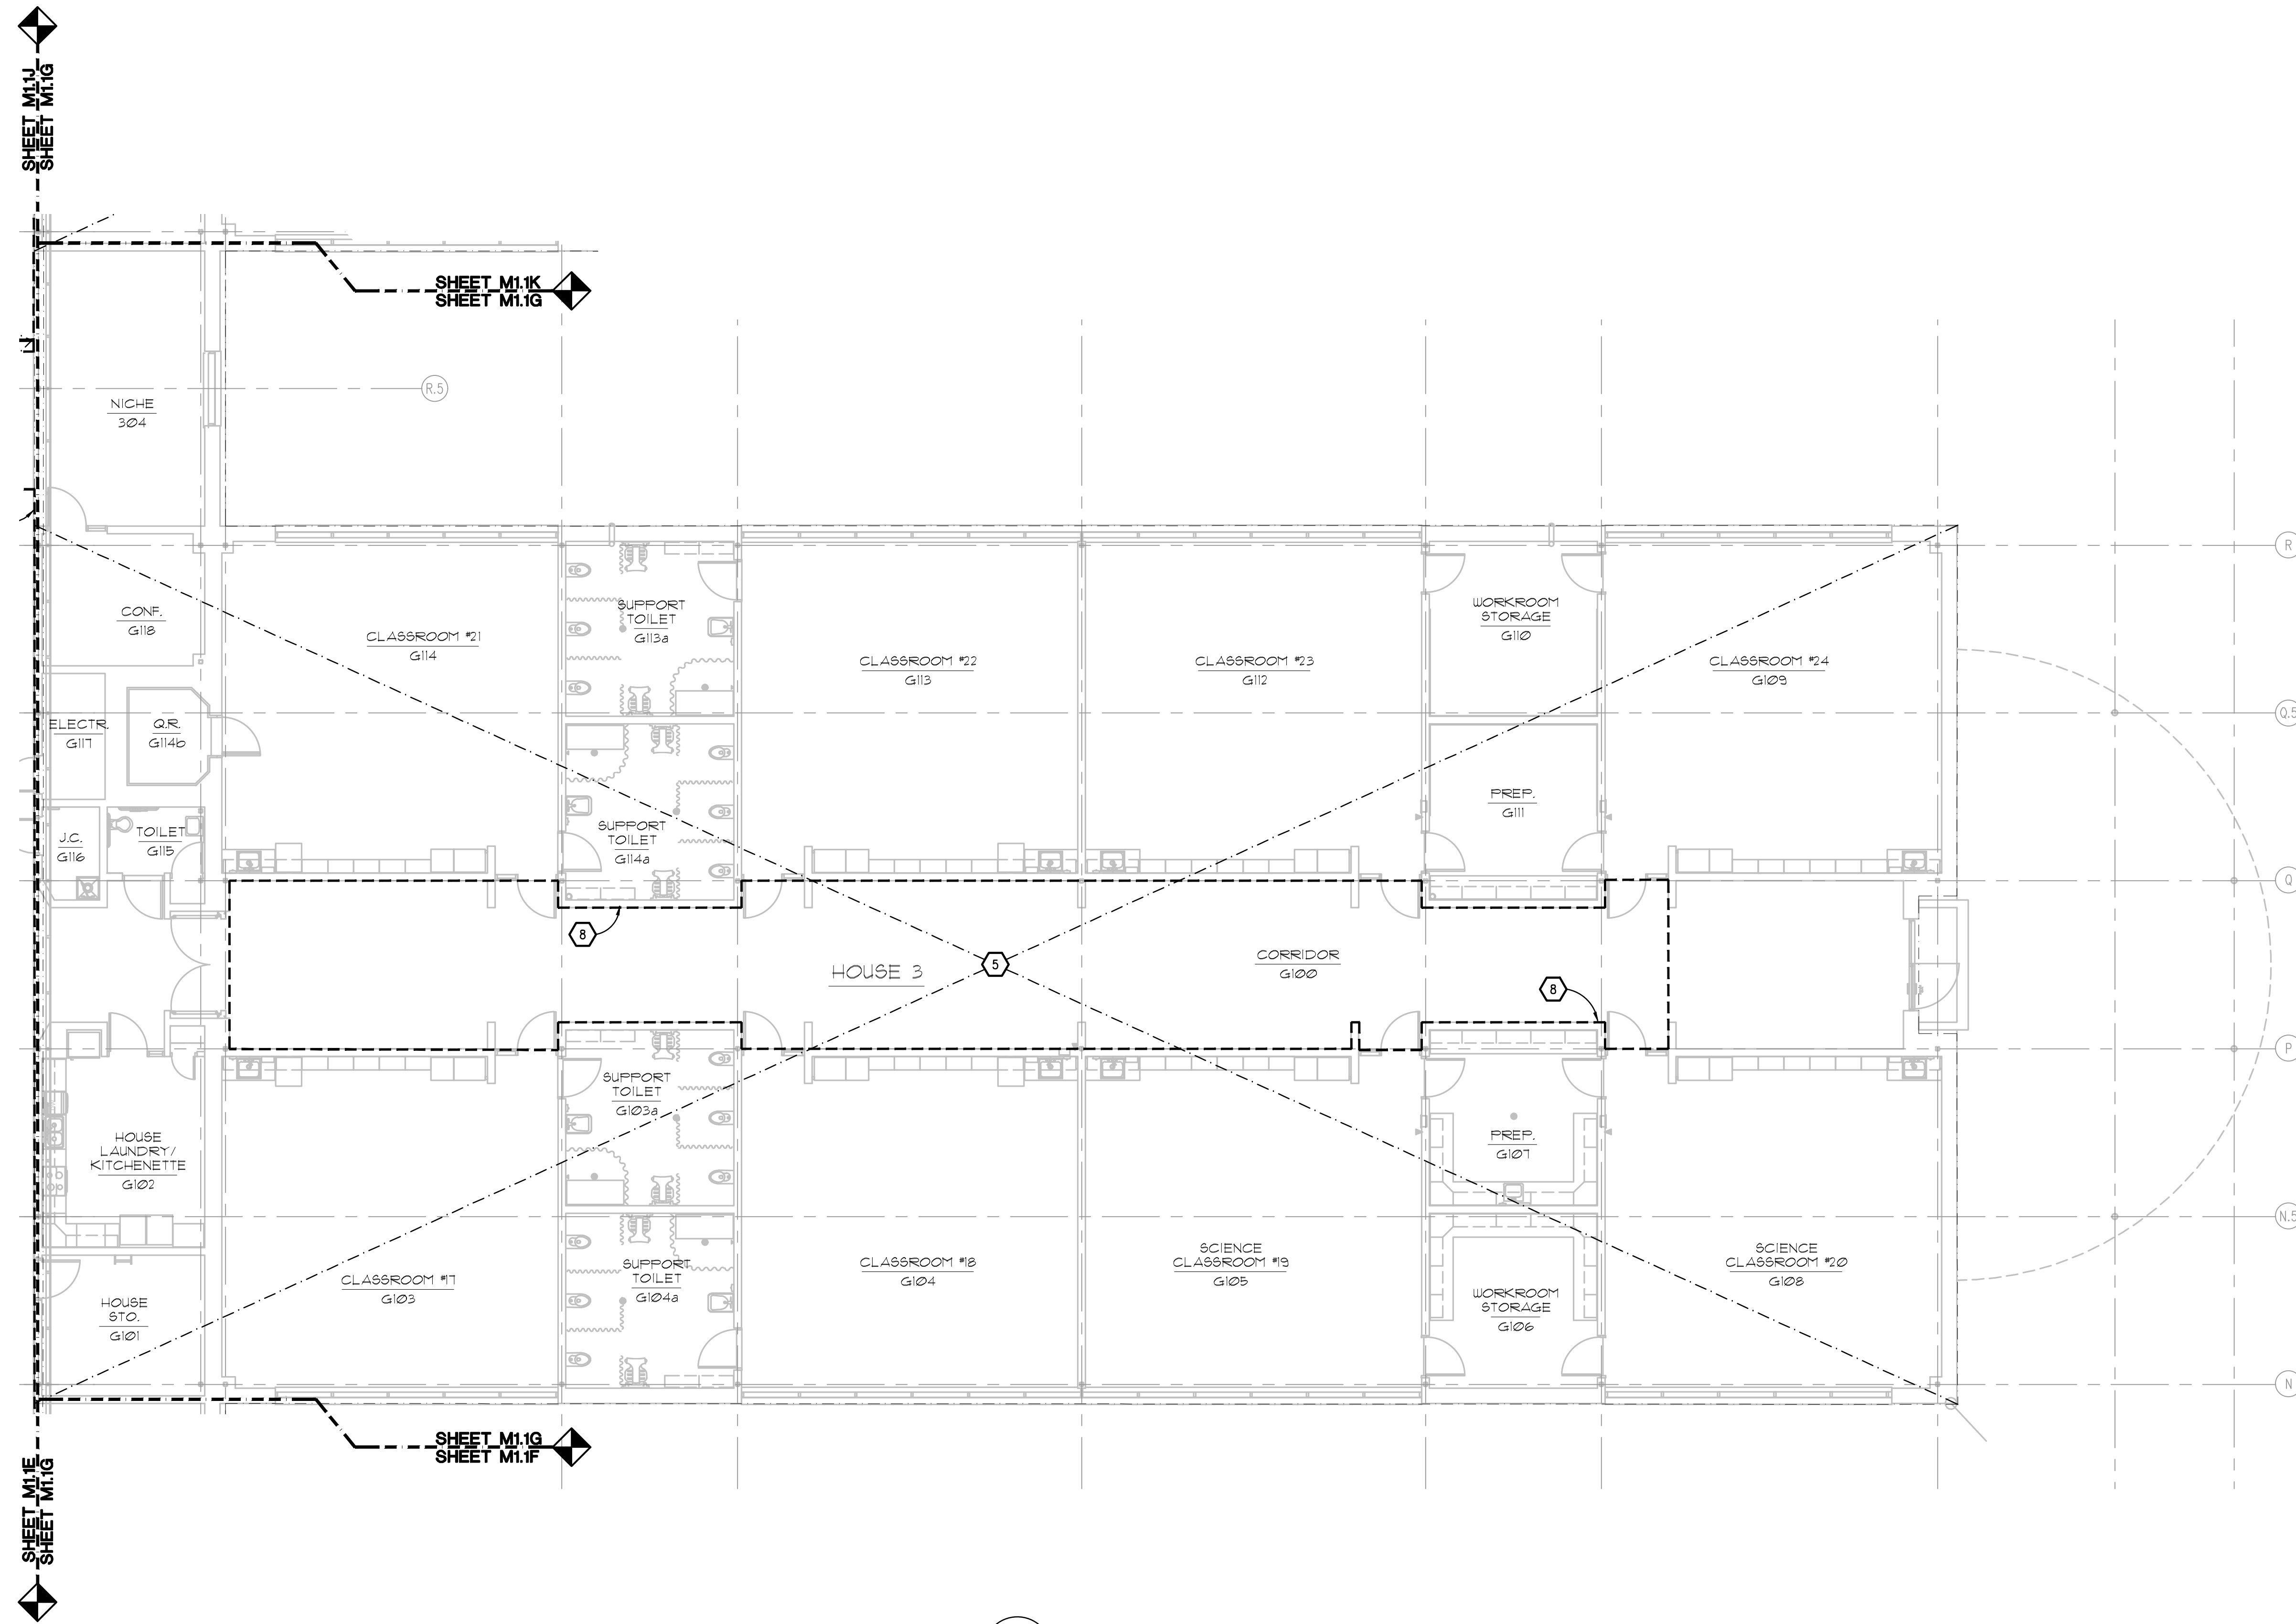 SHEET M1.1J
SHEET M1.1G
SHEET M1.1K
SHEET M1.1G
R.5
NICHE
304
R
CONF.
G118
CLASSROOM #21
G114
SUPPORT
TOILET
G113a
CLASSROOM #22
G113
CLASSROOM #23
G112
WORKROOM
STORAGE
G110
CLASSROOM #24
G109
Q.5
ELECTR.
G117
Q.R.
G114b
PREP.
G111
J.C.
G116
TOILET
G115
SUPPORT
TOILET
G114a
Q
8
HOUSE 3
5
CORRIDOR
G100
8
P
SUPPORT
TOILET
G103a
HOUSE
LAUNDRY/
KITCHENETTE
G102
PREP.
G107
N.5
CLASSROOM #17
G103
SUPPORT
TOILET
G104a
CLASSROOM #18
G104
SCIENCE
CLASSROOM #19
G105
WORKROOM
STORAGE
G106
SCIENCE
CLASSROOM #20
G108
HOUSE
STO.
G101
N
SHEET M1.1G
SHEET M1.1F
SHEET M1.1E
SHEET M1.1G